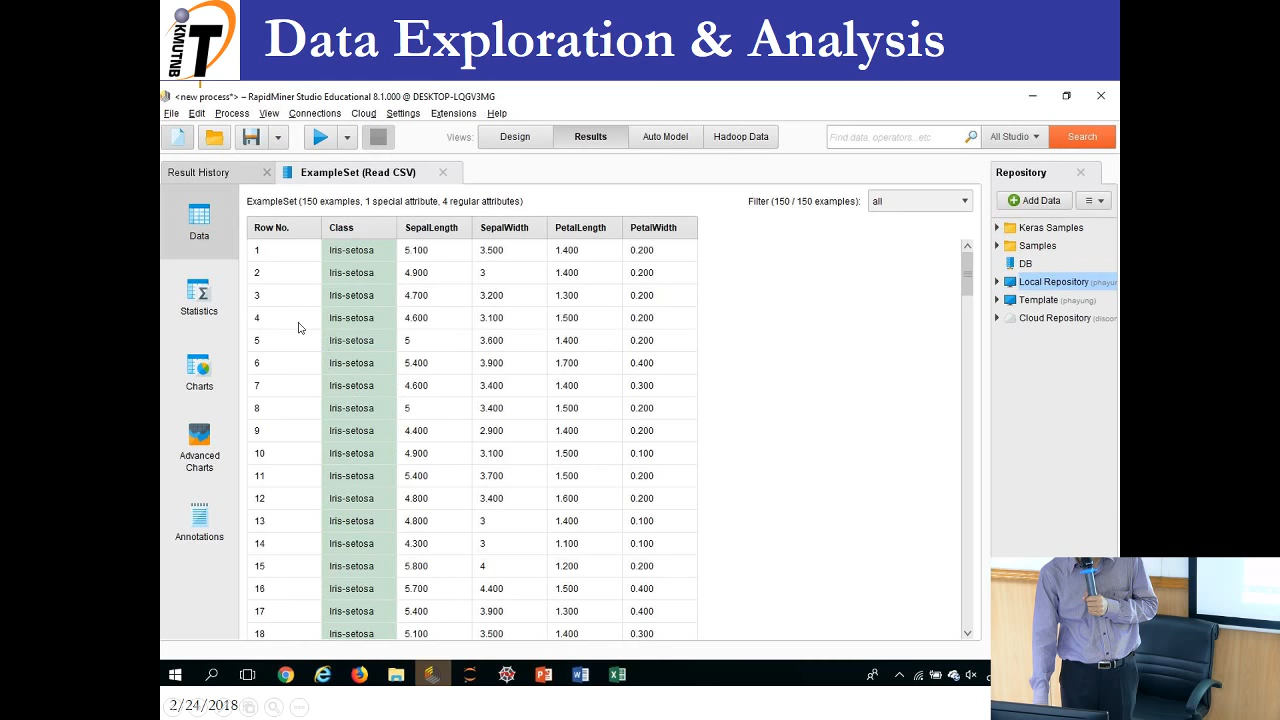 KMUTNB
IT
Data Exploration & Analysis
<new process*> – RapidMiner Studio Educational 8.1.000 @ DESKTOP-LQGV3MG
File Edit Process View Connections Cloud Settings Extensions Help
Views: Design Results Auto Model Hadoop Data Find data, operators...etc All Studio Search
Result History ExampleSet (Read CSV) Repository
ExampleSet (150 examples, 1 special attribute, 4 regular attributes) Filter (150 / 150 examples): all
Add Data
Keras Samples
Samples
DB
Local Repository (phayur
Template (phayung)
Cloud Repository (discon
Data
Statistics
Charts
Advanced
Charts
Annotations
Row No. Class SepalLength SepalWidth PetalLength PetalWidth
1 Iris-setosa 5.100 3.500 1.400 0.200
2 Iris-setosa 4.900 3 1.400 0.200
3 Iris-setosa 4.700 3.200 1.300 0.200
4 Iris-setosa 4.600 3.100 1.500 0.200
5 Iris-setosa 5 3.600 1.400 0.200
6 Iris-setosa 5.400 3.900 1.700 0.400
7 Iris-setosa 4.600 3.400 1.400 0.300
8 Iris-setosa 5 3.400 1.500 0.200
9 Iris-setosa 4.400 2.900 1.400 0.200
10 Iris-setosa 4.900 3.100 1.500 0.100
11 Iris-setosa 5.400 3.700 1.500 0.200
12 Iris-setosa 4.800 3.400 1.600 0.200
13 Iris-setosa 4.800 3 1.400 0.100
14 Iris-setosa 4.300 3 1.100 0.100
15 Iris-setosa 5.800 4 1.200 0.200
16 Iris-setosa 5.700 4.400 1.500 0.400
17 Iris-setosa 5.400 3.900 1.300 0.400
18 Iris-setosa 5.100 3.500 1.400 0.300
2/24/2018